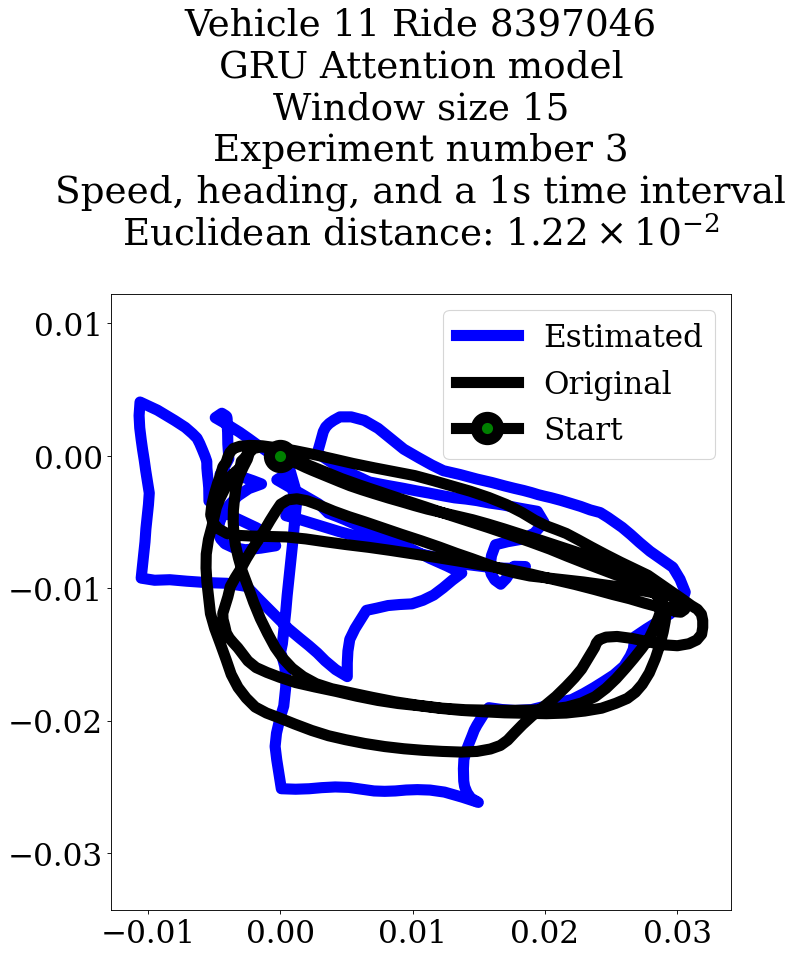 Vehicle 11 Ride 8397046
GRU Attention model
Window size 15
Experiment number 3
Speed, heading, and a 1s time interval
Euclidean distance: 1.22 × 10⁻²
Estimated
Original
Start
0.01
0.00
−0.01
−0.02
−0.03
−0.01
0.00
0.01
0.02
0.03